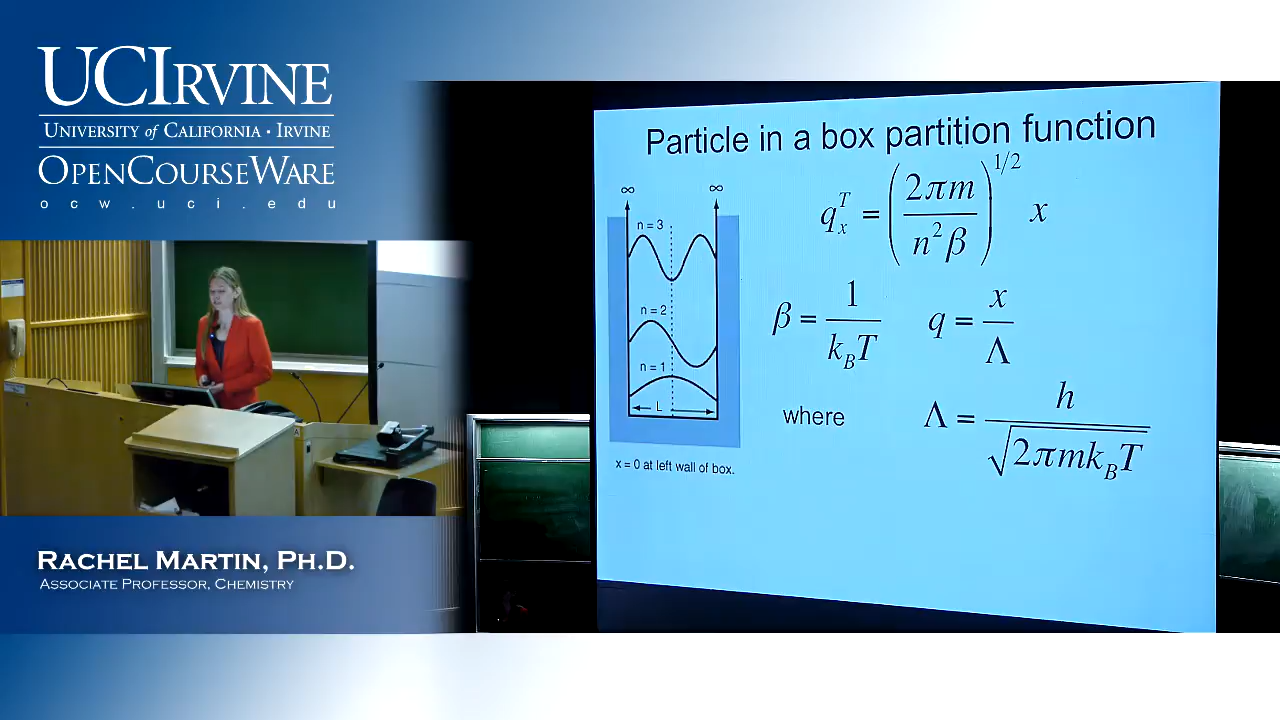 UCIRVINE
UNIVERSITY of CALIFORNIA · IRVINE
OPENCOURSEWARE
ocw.uci.edu
RACHEL MARTIN, PH.D.
ASSOCIATE PROFESSOR, CHEMISTRY
Particle in a box partition function
∞ ∞
n = 3
n = 2
n = 1
L
x = 0 at left wall of box.
q_x^T = (2πm / n²β)^{1/2} x
β = 1 / k_B T q = x / Λ
where Λ = h / √(2πmk_B T)